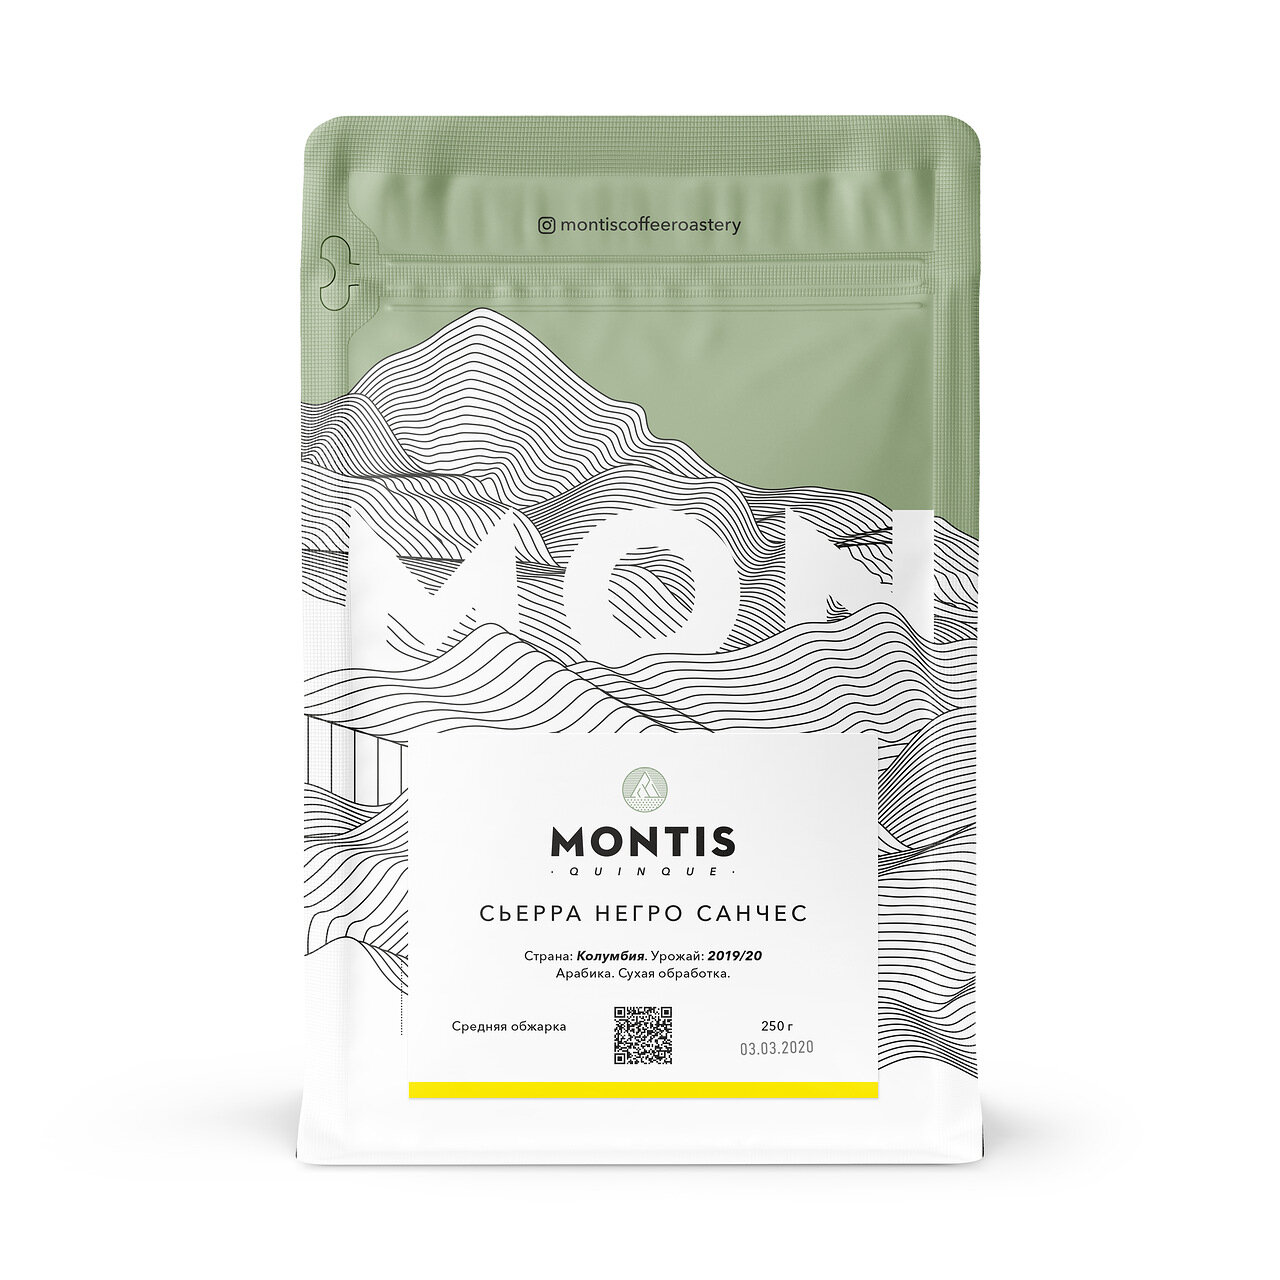 montiscoffeeroastery
MON
MONTIS
· QUINQUE ·
СЬЕРРА НЕГРО САНЧЕС
Страна: Колумбия. Урожай: 2019/20
Арабика. Сухая обработка.
Средняя обжарка
250 г
03.03.2020